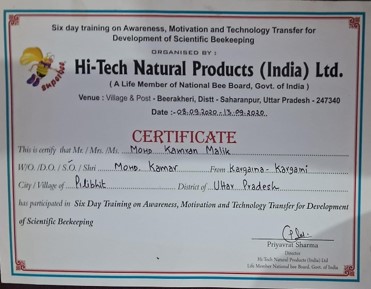 Six day training on Awareness, Motivation and Technology Transfer for
Development of Scientific Beekeeping
ORGANISED BY :
Hi-Tech Natural Products (India) Ltd.
( A Life Member of National Bee Board, Govt. of India )
Venue : Village & Post - Beerakheri, Distt - Saharanpur, Uttar Pradesh - 247340
Date :-08.09.2020 - 13.09.2020
CERTIFICATE
This is certify that Mr. / Mrs. /Ms. Mohd Kamran Malik
W/O. /D.O. / S.O. / Shri Mohd. Kamar From Kargaina - Kargami
City / Village of Pilibhit District of Uttar Pradesh
has participated in Six Day Training on Awareness, Motivation and Technology Transfer for Development
of Scientific Beekeeping
Priyavrat Sharma
Director
Hi-Tech Natural Products (India) Ltd
Life Member National bee Board, Govt. of India